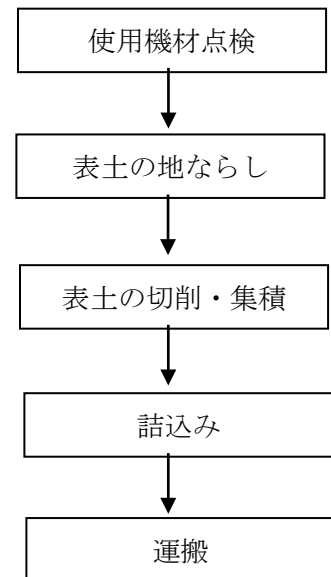 使用機材点検
表土の地ならし
表土の切削・集積
詰込み
運搬